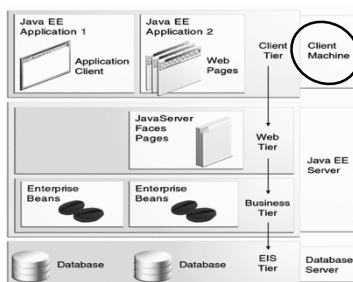 Java EE
Application 1
Java EE
Application 2
Application
Client
Web
Pages
Client
Tier
Client
Machine
JavaServer
Faces
Pages
Web
Tier
Java EE
Server
Enterprise
Beans
Enterprise
Beans
Business
Tier
Database
Database
EIS
Tier
Database
Server